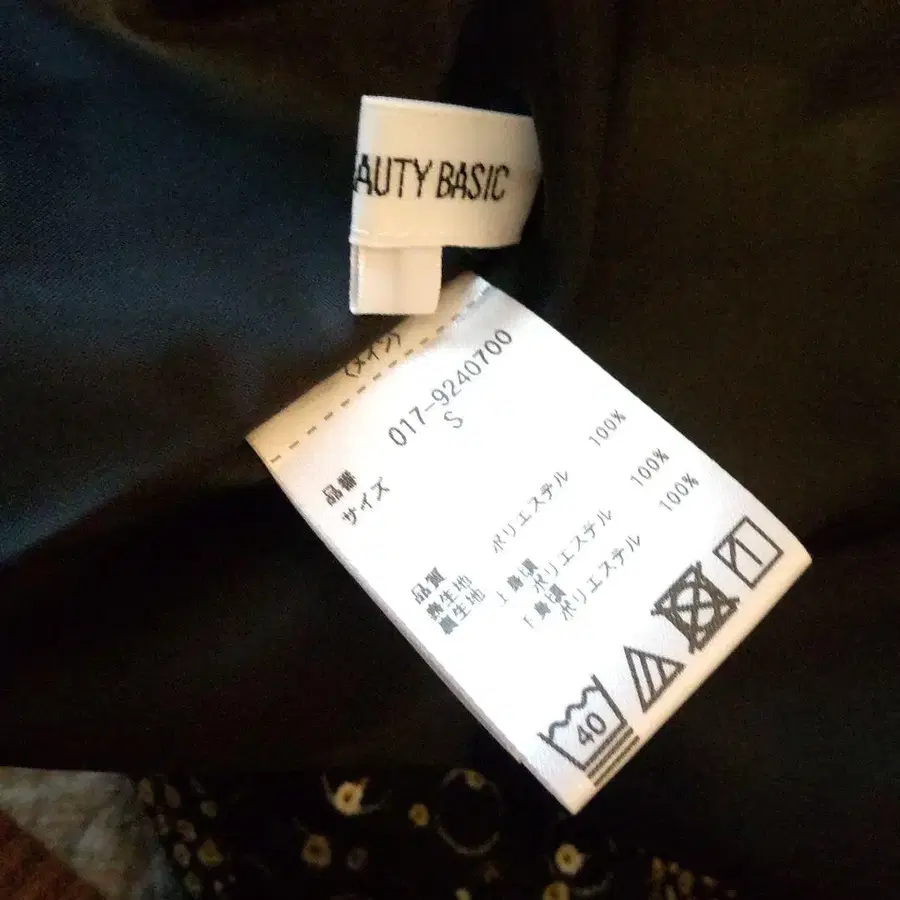 AUTY BASIC
(メイン)
品番 017-9240700
サイズ S
品質
表生地 ポリエステル 100%
裏生地 上身頃 ポリエステル 100%
下身頃 ポリエステル 100%
40